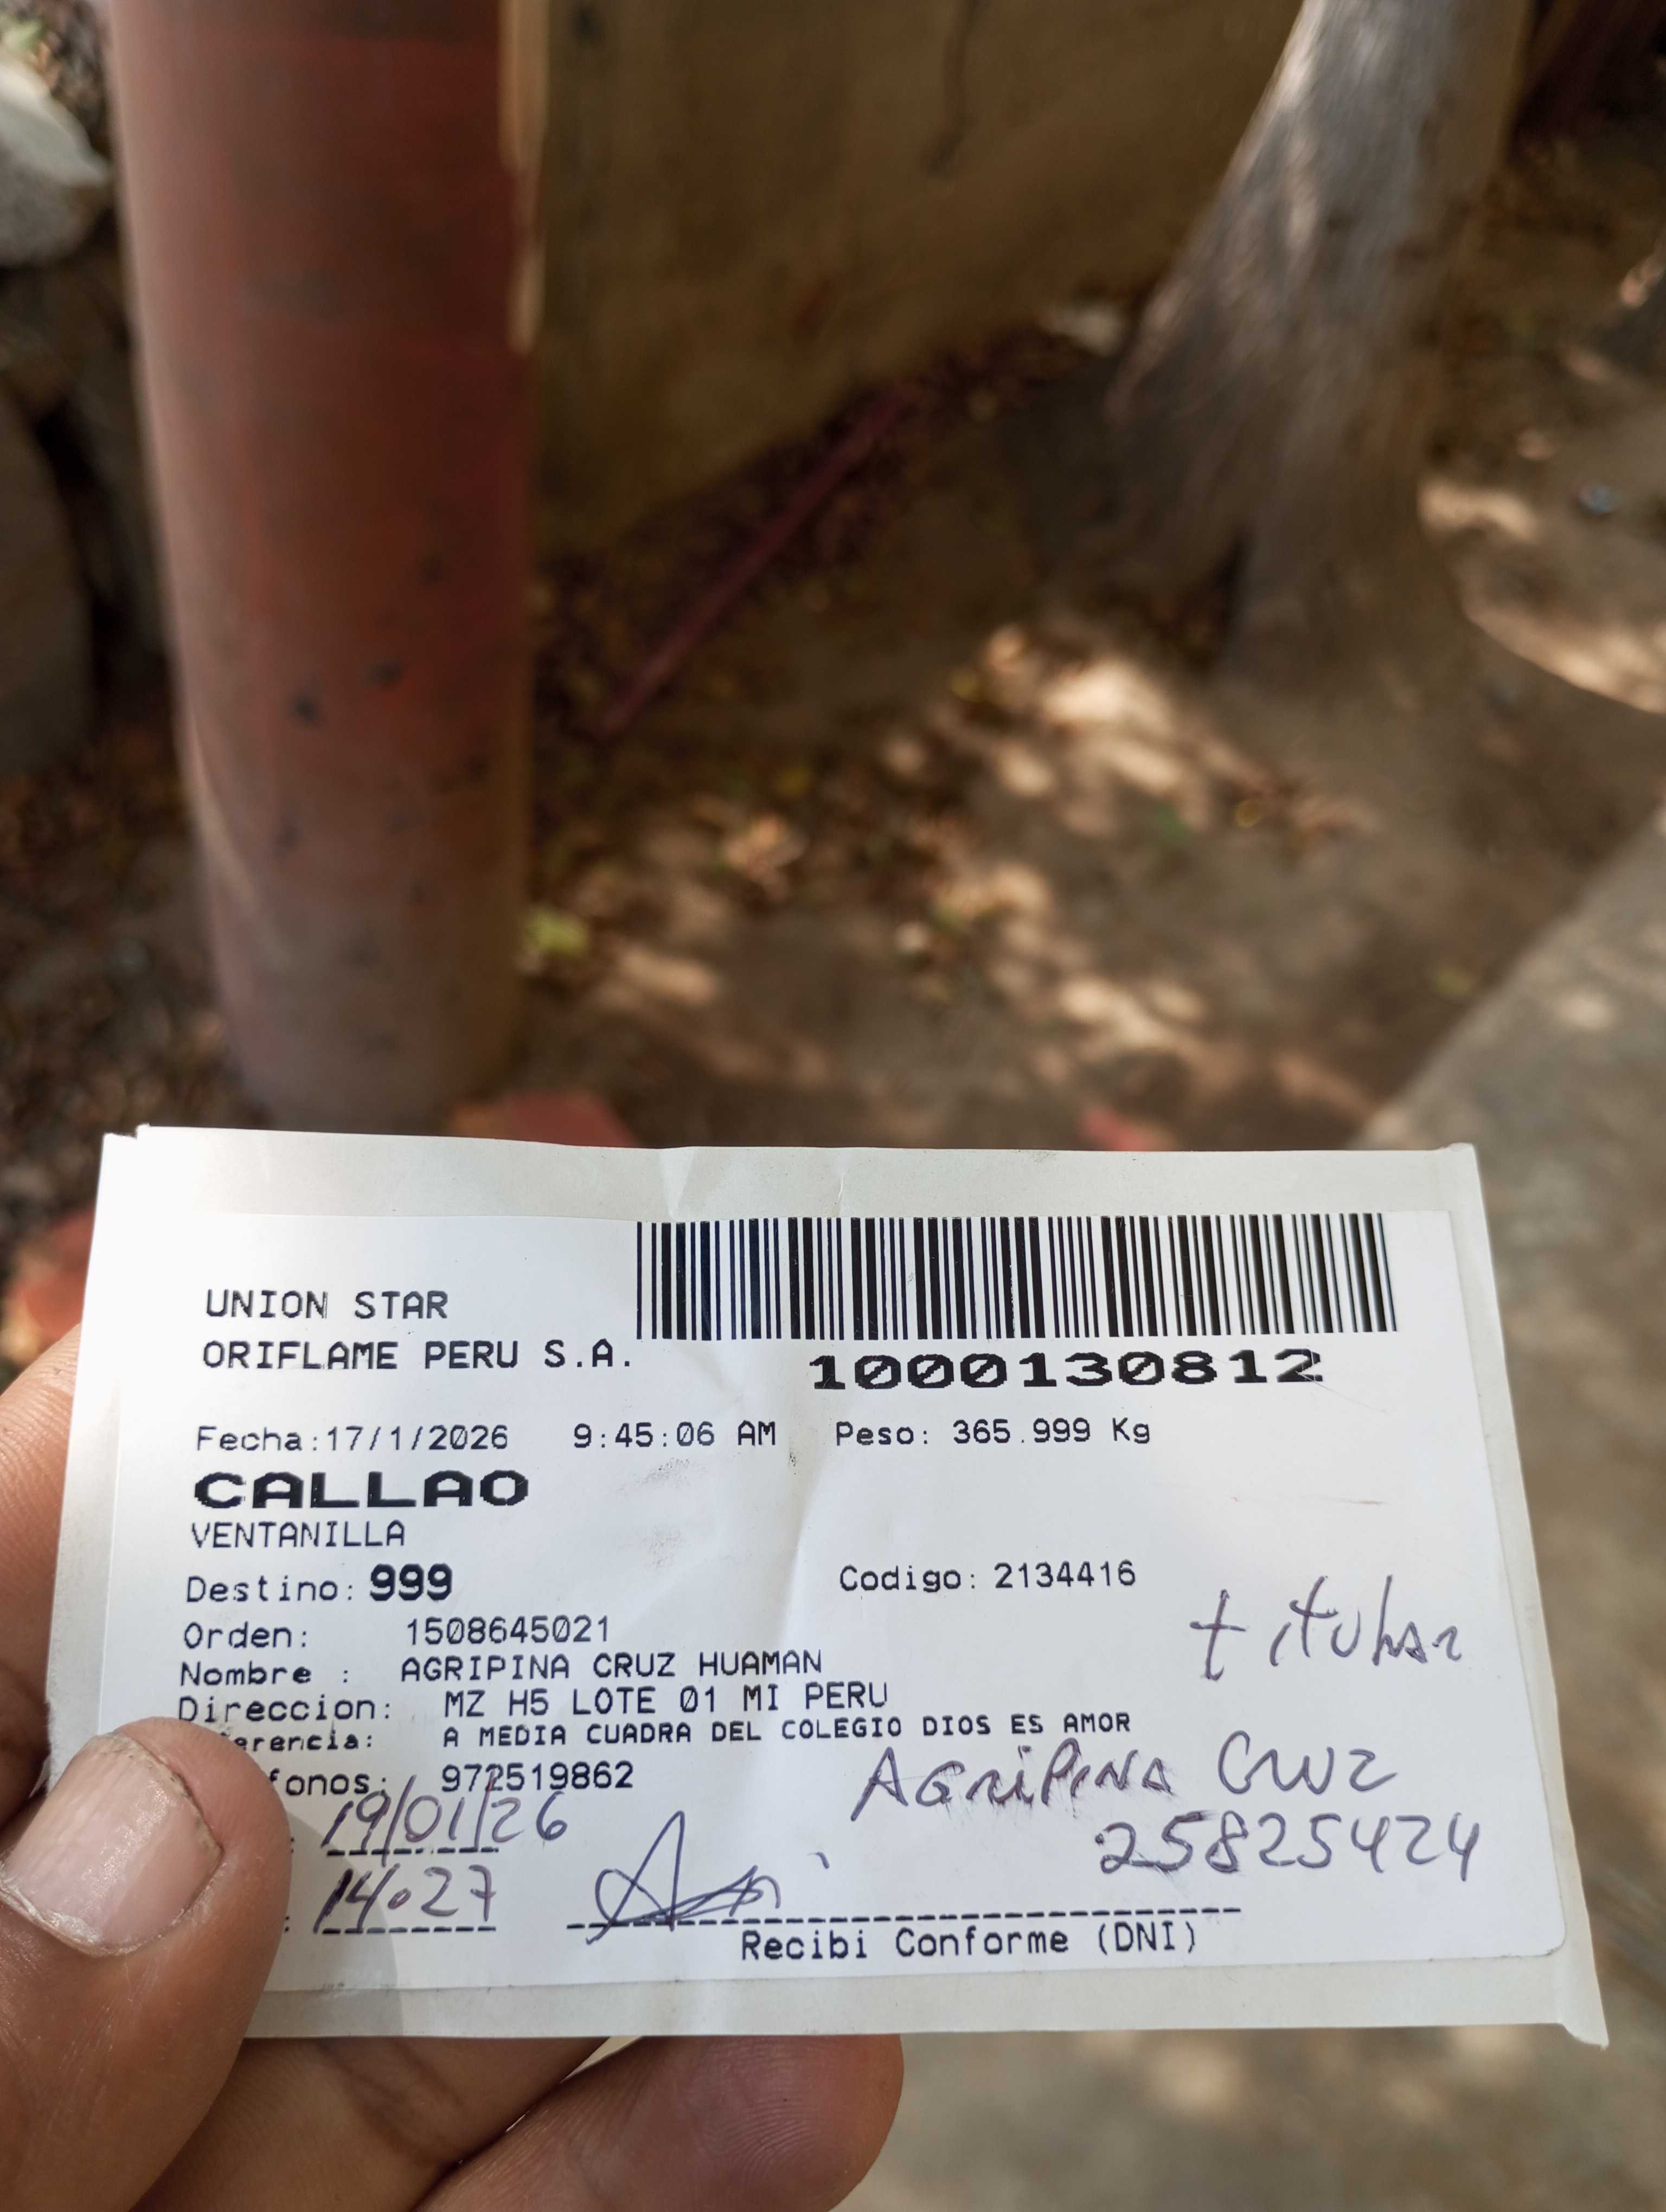 UNION STAR
ORIFLAME PERU S.A.
1000130812
Fecha:17/1/2026 9:45:06 AM Peso: 365.999 Kg
CALLAO
VENTANILLA
Destino: 999 Codigo: 2134416
titular
Orden: 1508645021
Nombre : AGRIPINA CRUZ HUAMAN
Direccion: MZ H5 LOTE 01 MI PERU
erencia: A MEDIA CUADRA DEL COLEGIO DIOS ES AMOR
fonos: 972519862
AGRIPINA CRUZ
: 19/01/26
25825424
: 14:27
Recibi Conforme (DNI)